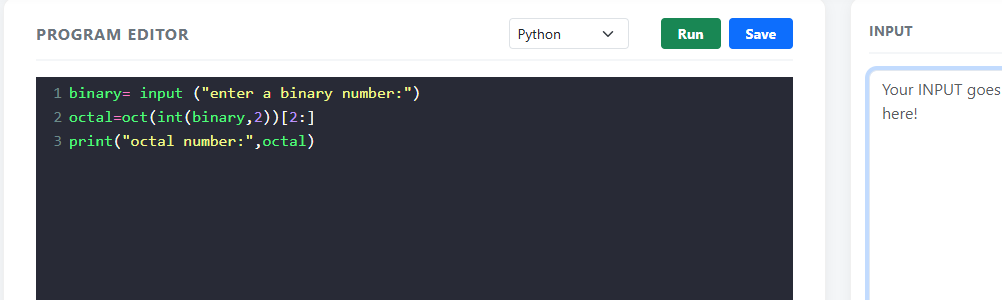 PROGRAM EDITOR
Python
Run
Save
1 binary= input ("enter a binary number:")
2 octal=oct(int(binary,2))[2:]
3 print("octal number:",octal)
INPUT
Your INPUT goes
here!